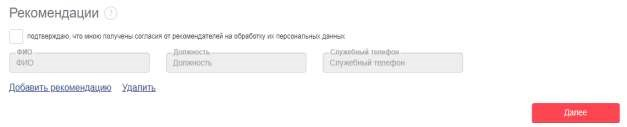 Рекомендации ?
подтверждаю, что мною получены согласия от рекомендателей на обработку их персональных данных
ФИО Должность Служебный телефон
ФИО Должность Служебный телефон
Добавить рекомендацию Удалить
Далее